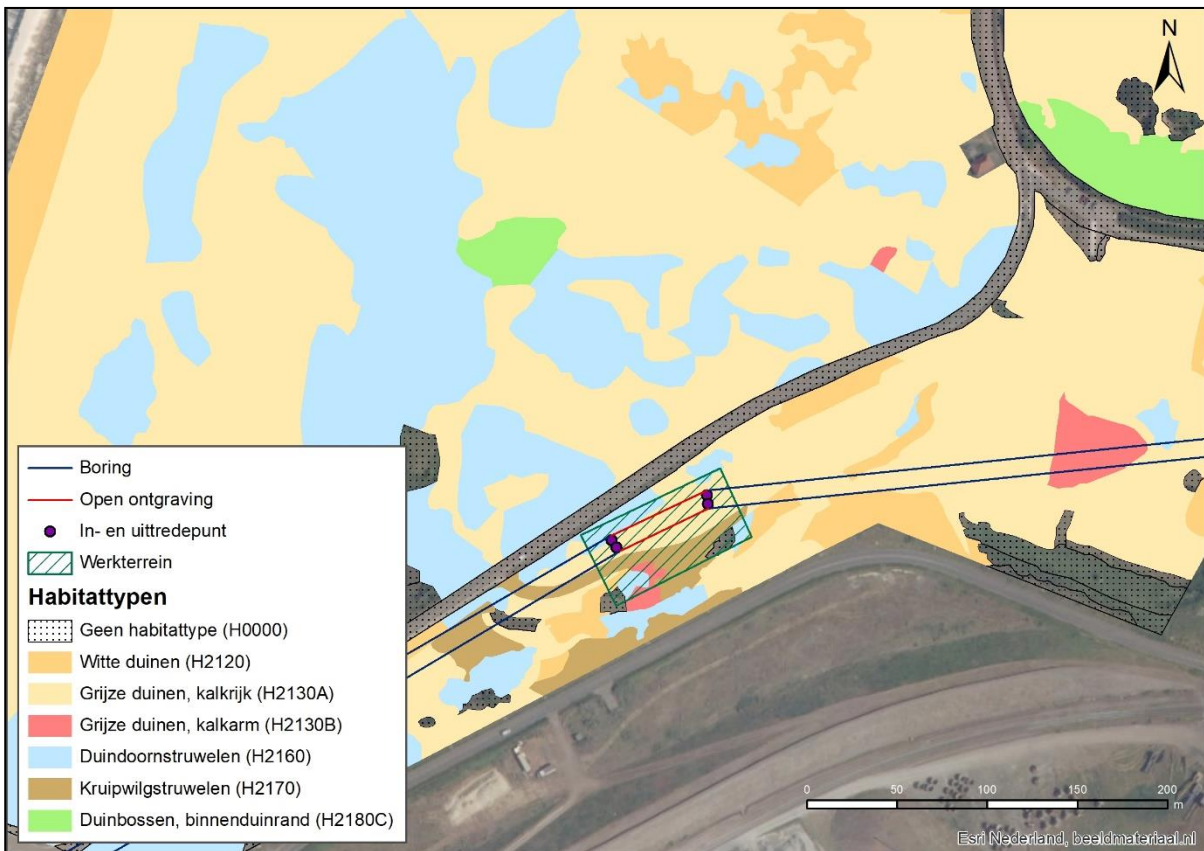 N
Boring
Open ontgraving
In- en uittredepunt
Werkterrein
Habitattypen
Geen habitattype (H0000)
Witte duinen (H2120)
Grijze duinen, kalkrijk (H2130A)
Grijze duinen, kalkarm (H2130B)
Duindoornstruwelen (H2160)
Kruipwilgstruwelen (H2170)
Duinbossen, binnenduinrand (H2180C)
0 50 100 150 200
m
Esri Nederland, beeldmateriaal.nl